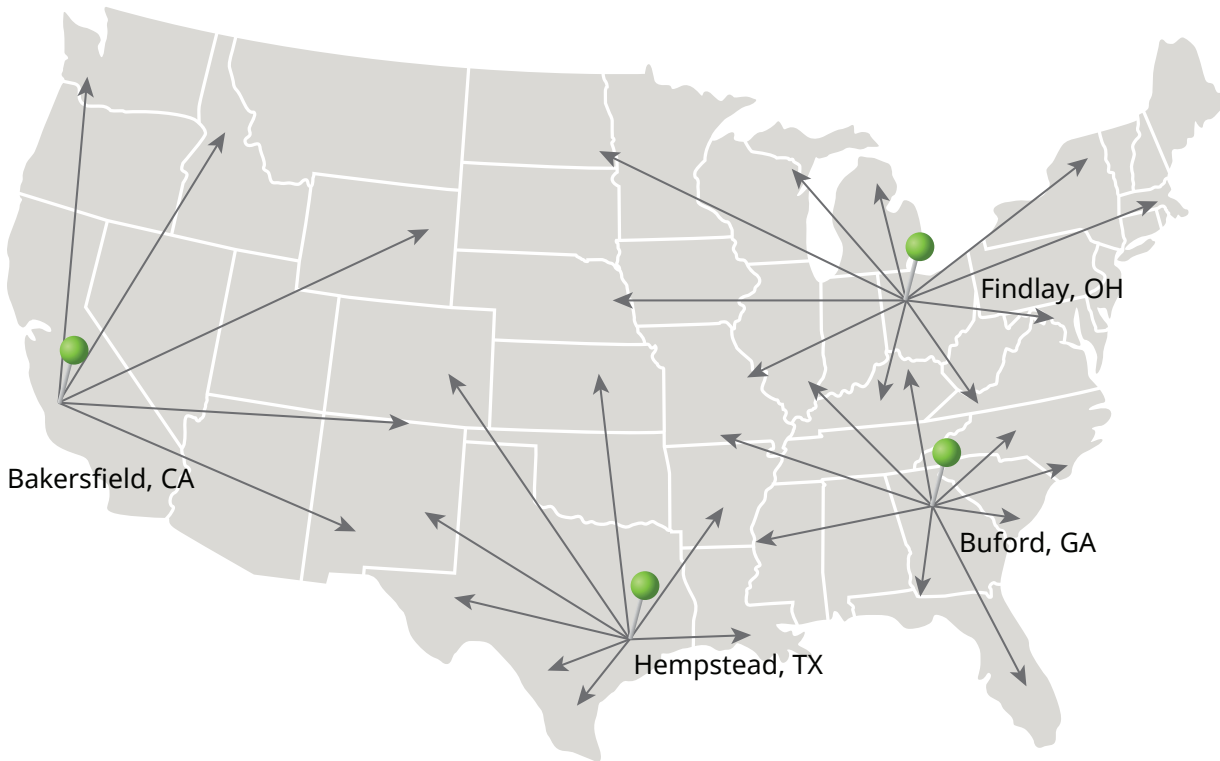 Findlay, OH
Bakersfield, CA
Buford, GA
Hempstead, TX